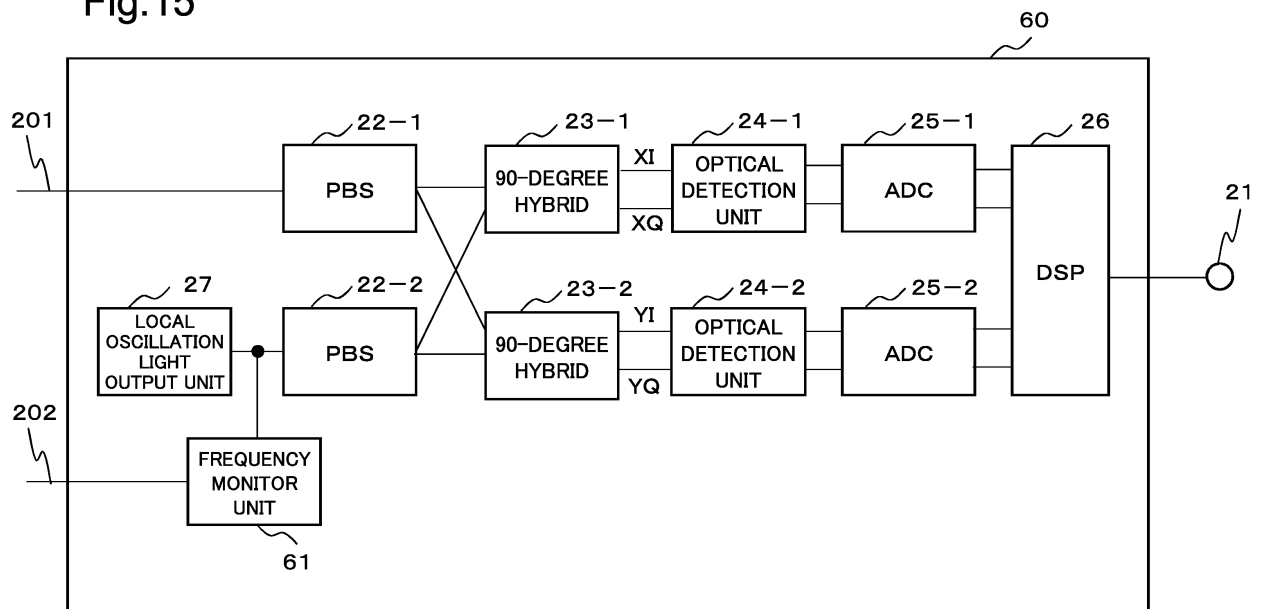 Fig.15
60
201
22-1
23-1
24-1
25-1
26
PBS
90-DEGREE
HYBRID
XI
XQ
OPTICAL
DETECTION
UNIT
ADC
DSP
21
27
22-2
23-2
24-2
25-2
LOCAL
OSCILLATION
LIGHT
OUTPUT UNIT
PBS
90-DEGREE
HYBRID
YI
YQ
OPTICAL
DETECTION
UNIT
ADC
202
FREQUENCY
MONITOR
UNIT
61